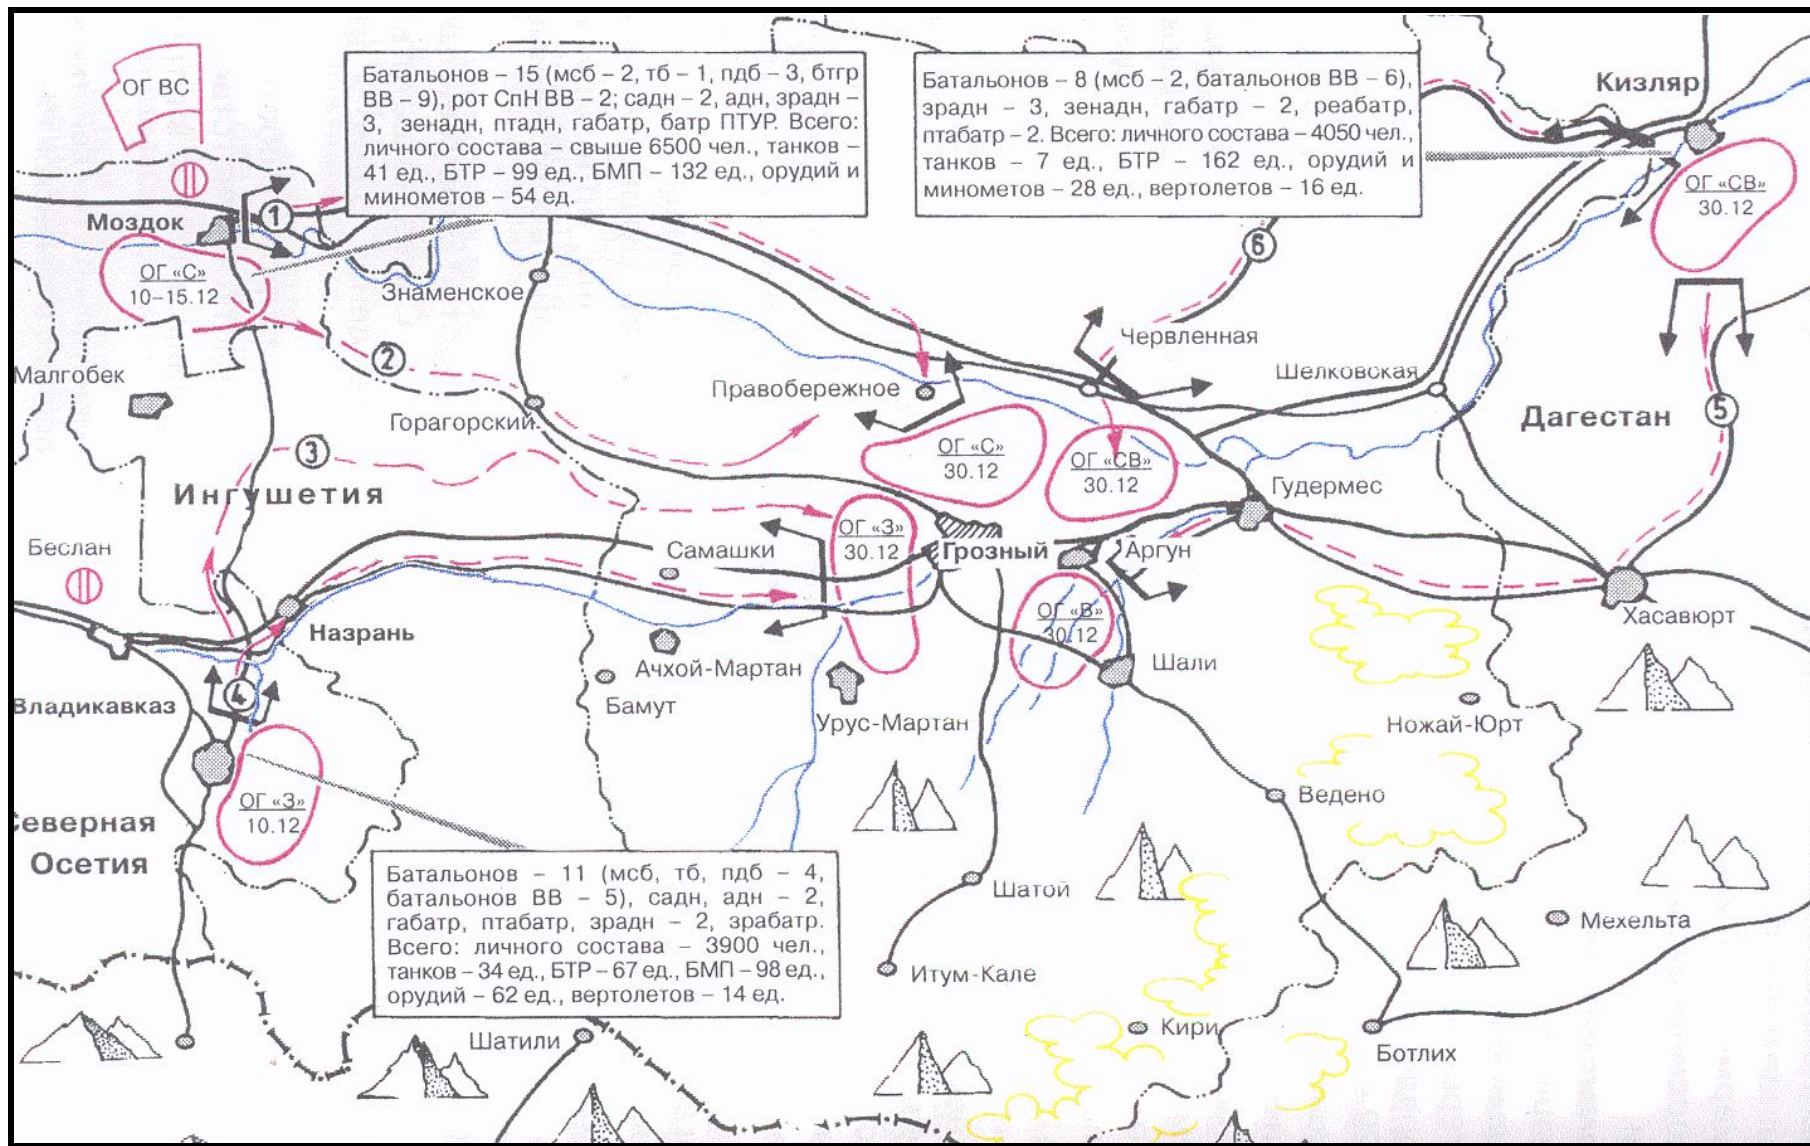 ОГ ВС
Батальонов – 15 (мсб – 2, тб – 1, пдб – 3, бтгр
ВВ – 9), рот СпН ВВ – 2; садн – 2, адн, зрадн –
3, зенадн, птадн, габатр, батр ПТУР. Всего:
личного состава – свыше 6500 чел., танков –
41 ед., БТР – 99 ед., БМП – 132 ед., орудий и
минометов – 54 ед.
Батальонов – 8 (мсб – 2, батальонов ВВ – 6),
зрадн – 3, зенадн, габатр – 2, реабатр,
птабатр – 2. Всего: личного состава – 4050 чел.,
танков – 7 ед., БТР – 162 ед., орудий и
минометов – 28 ед., вертолетов – 16 ед.
Кизляр
ОГ «СВ»
30.12
Моздок
1
6
ОГ «С»
10–15.12
Знаменское
Червленная
2
Малгобек
Правобережное
Шелковская
Горагорский
Дагестан
5
3
ОГ «С»
30.12
ОГ «СВ»
30.12
Ингушетия
Гудермес
ОГ «З»
30.12
Беслан
Самашки
Грозный
Аргун
ОГ «В»
30.12
Хасавюрт
Назрань
Ачхой-Мартан
Шали
4
Владикавказ
Бамут
Урус-Мартан
Ножай-Юрт
ОГ «З»
10.12
Ведено
Северная
Осетия
Батальонов – 11 (мсб, тб, пдб – 4,
батальонов ВВ – 5), садн, адн – 2,
габатр, птабатр, зрадн – 2, зрабатр.
Всего: личного состава – 3900 чел.,
танков – 34 ед., БТР – 67 ед., БМП – 98 ед.,
орудий – 62 ед., вертолетов – 14 ед.
Шатой
Мехельта
Итум-Кале
Шатили
Кири
Ботлих